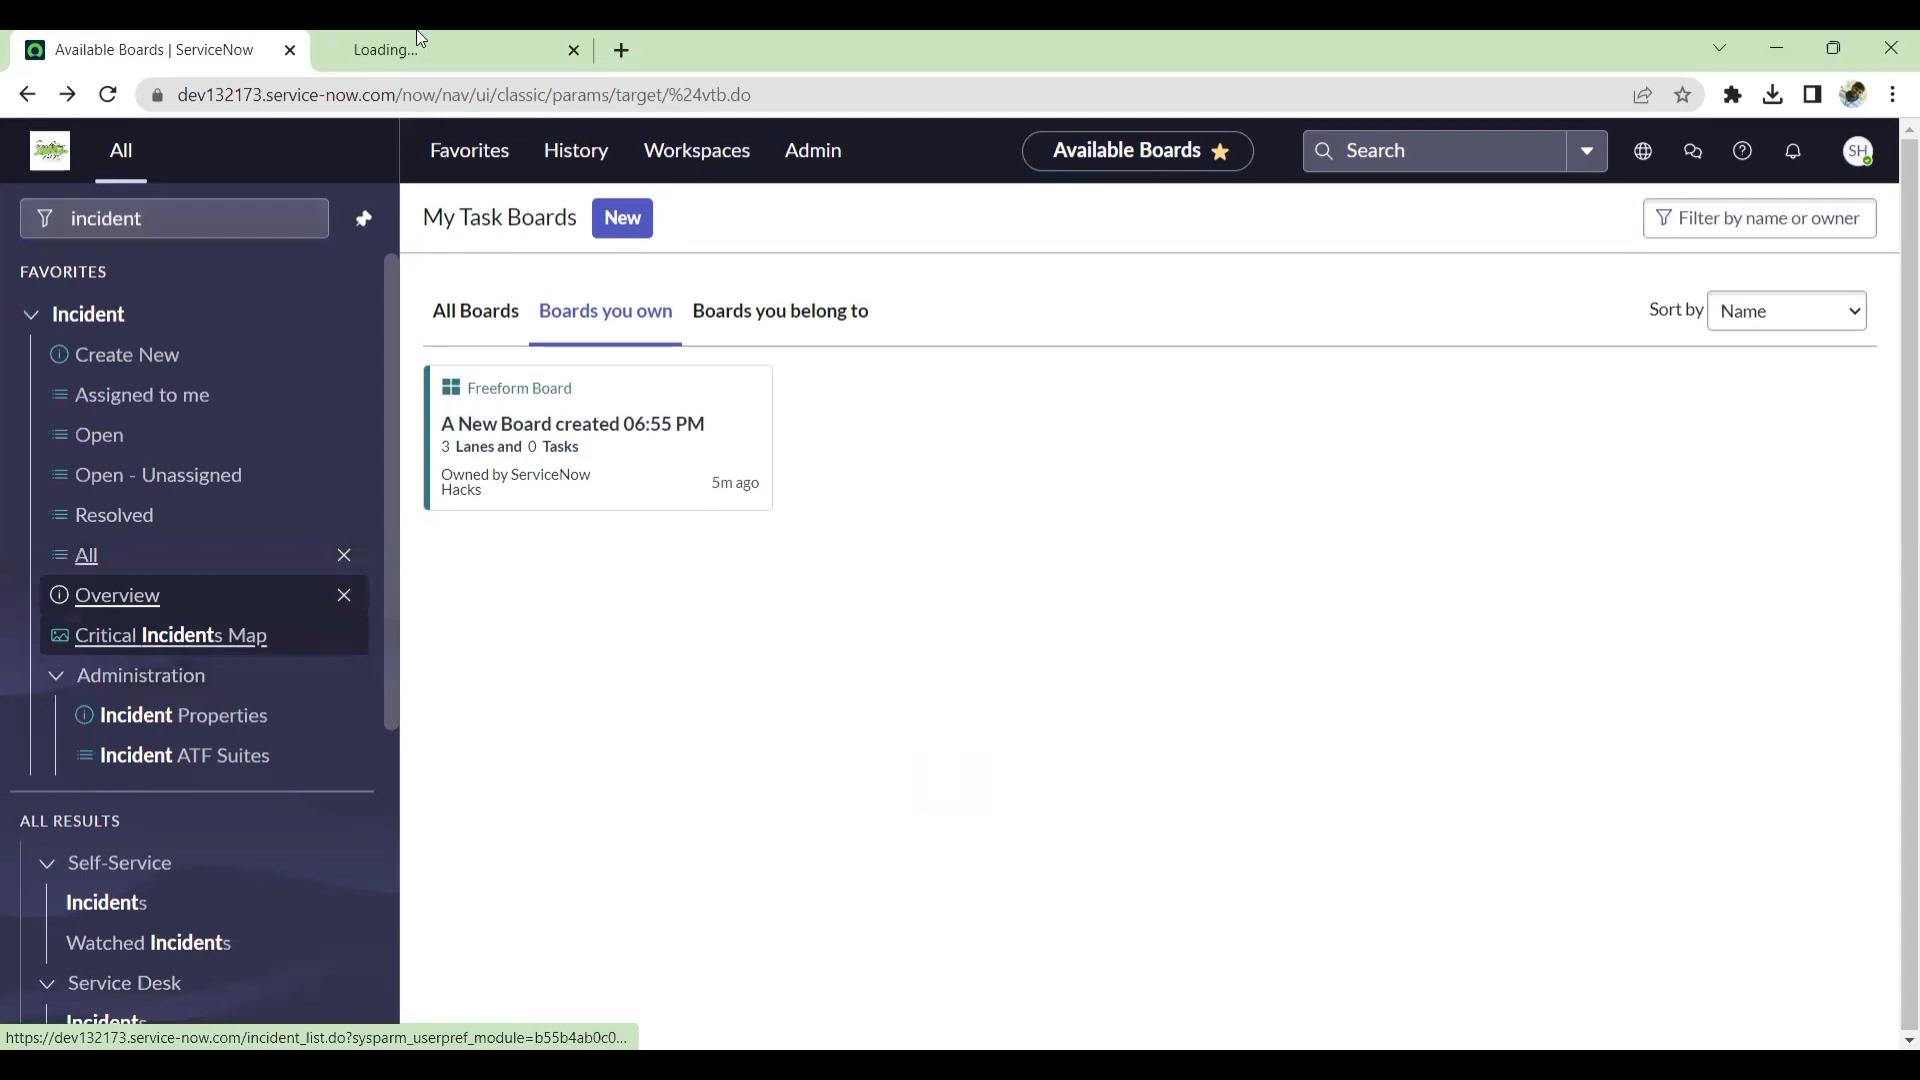 Available Boards | ServiceNow
Loading...
dev132173.service-now.com/now/nav/ui/classic/params/target/%24vtb.do
All
Favorites
History
Workspaces
Admin
Available Boards
Search
SH
incident
My Task Boards
New
Filter by name or owner
FAVORITES
Incident
Create New
Assigned to me
Open
Open - Unassigned
Resolved
All
Overview
Critical Incidents Map
Administration
Incident Properties
Incident ATF Suites
ALL RESULTS
Self-Service
Incidents
Watched Incidents
Service Desk
Incidents
All Boards
Boards you own
Boards you belong to
Sort by
Name
Freeform Board
A New Board created 06:55 PM
3 Lanes and 0 Tasks
Owned by ServiceNow
Hacks
5m ago
https://dev132173.service-now.com/incident_list.do?sysparm_userpref_module=b55b4ab0c0...